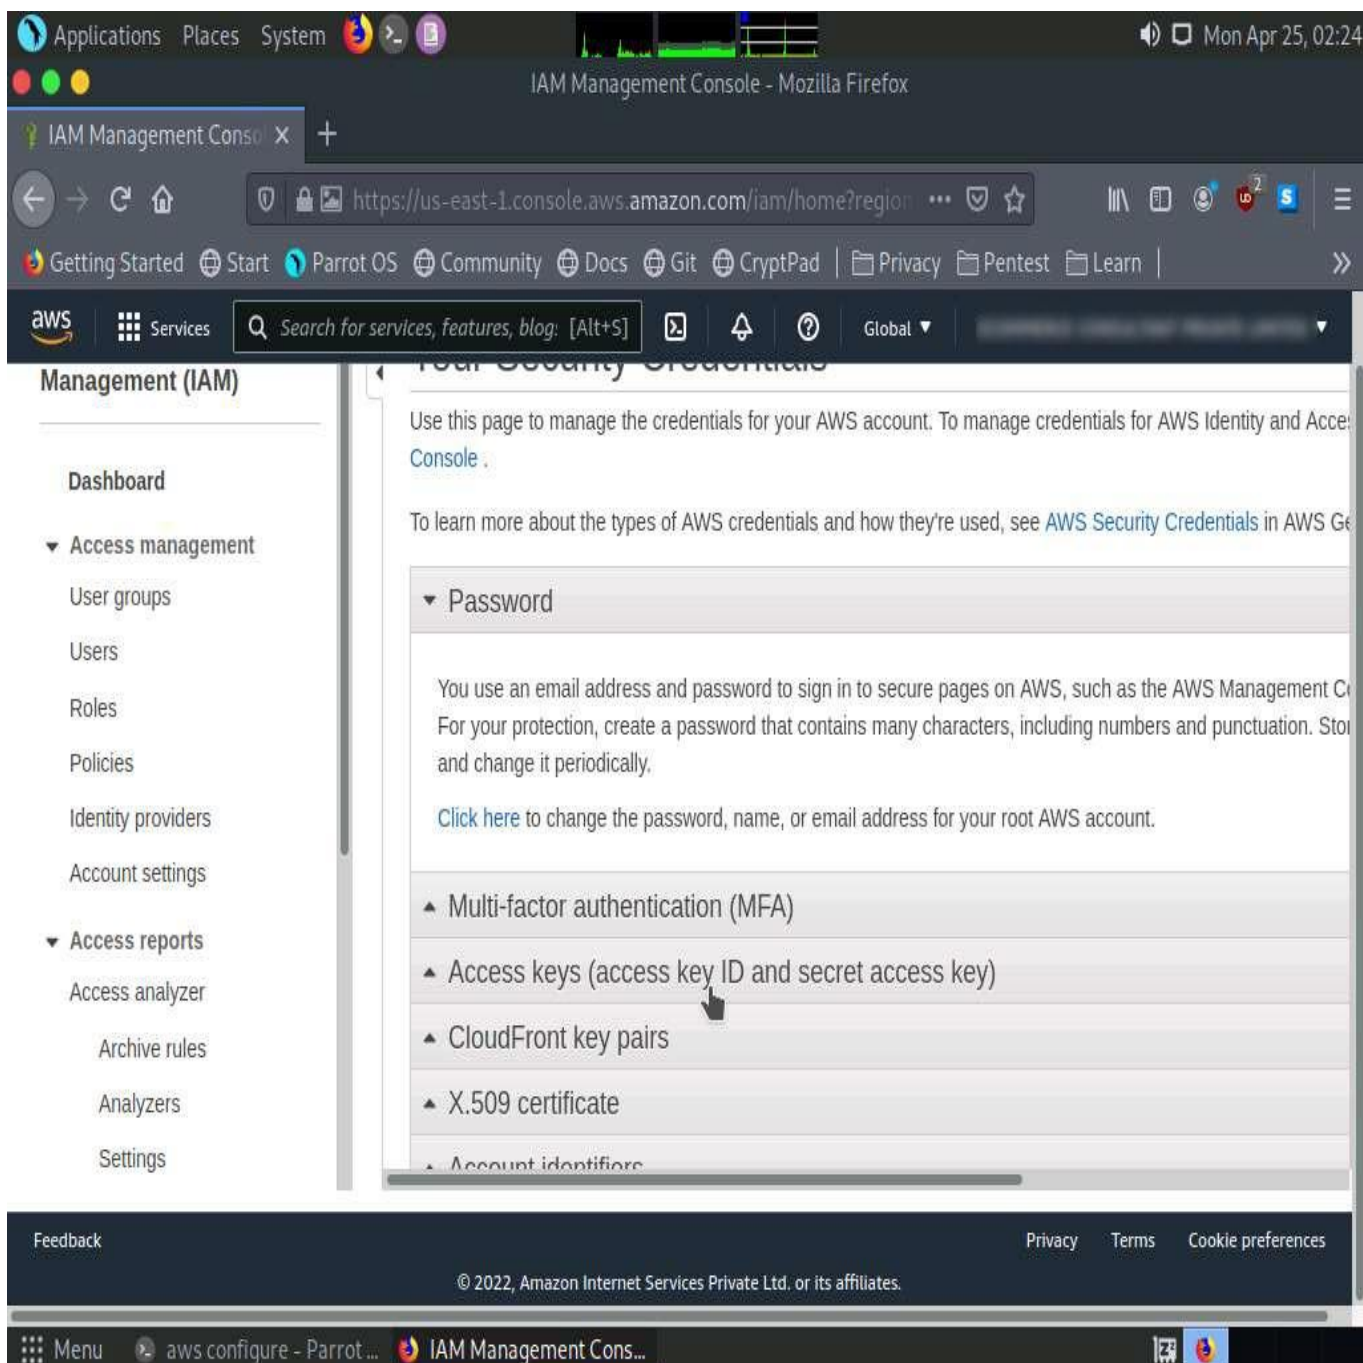 Applications Places System Mon Apr 25, 02:24
IAM Management Console - Mozilla Firefox
IAM Management Conso
https://us-east-1.console.aws.amazon.com/iam/home?region 2
Getting Started Start Parrot OS Community Docs Git CryptPad Privacy Pentest Learn
aws Services Search for services, features, blog: [Alt+S] Global
Management (IAM)
Dashboard
Access management
User groups
Users
Roles
Policies
Identity providers
Account settings
Access reports
Access analyzer
Archive rules
Analyzers
Settings
Your Security Credentials
Use this page to manage the credentials for your AWS account. To manage credentials for AWS Identity and Acce
Console .
To learn more about the types of AWS credentials and how they're used, see AWS Security Credentials in AWS Ge
Password
You use an email address and password to sign in to secure pages on AWS, such as the AWS Management Co
For your protection, create a password that contains many characters, including numbers and punctuation. Stor
and change it periodically.
Click here to change the password, name, or email address for your root AWS account.
Multi-factor authentication (MFA)
Access keys (access key ID and secret access key)
CloudFront key pairs
X.509 certificate
Account identifiers
Feedback Privacy Terms Cookie preferences
© 2022, Amazon Internet Services Private Ltd. or its affiliates.
Menu aws configure - Parrot ... IAM Management Cons...